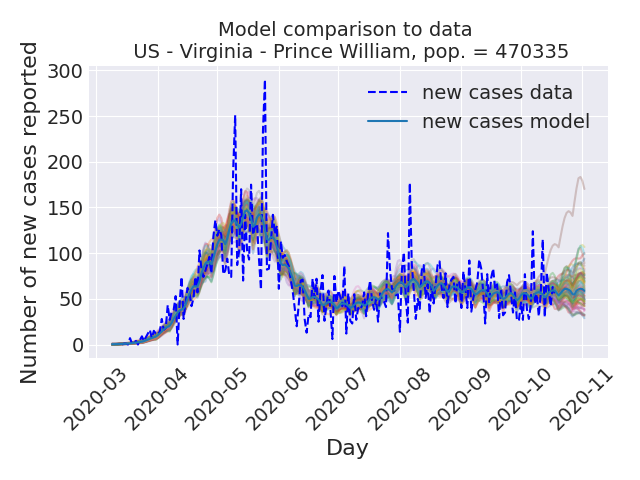 Model comparison to data
US - Virginia - Prince William, pop. = 470335
Number of new cases reported
300
250
200
150
100
50
0
new cases data
new cases model
2020-03
2020-04
2020-05
2020-06
2020-07
2020-08
2020-09
2020-10
2020-11
Day